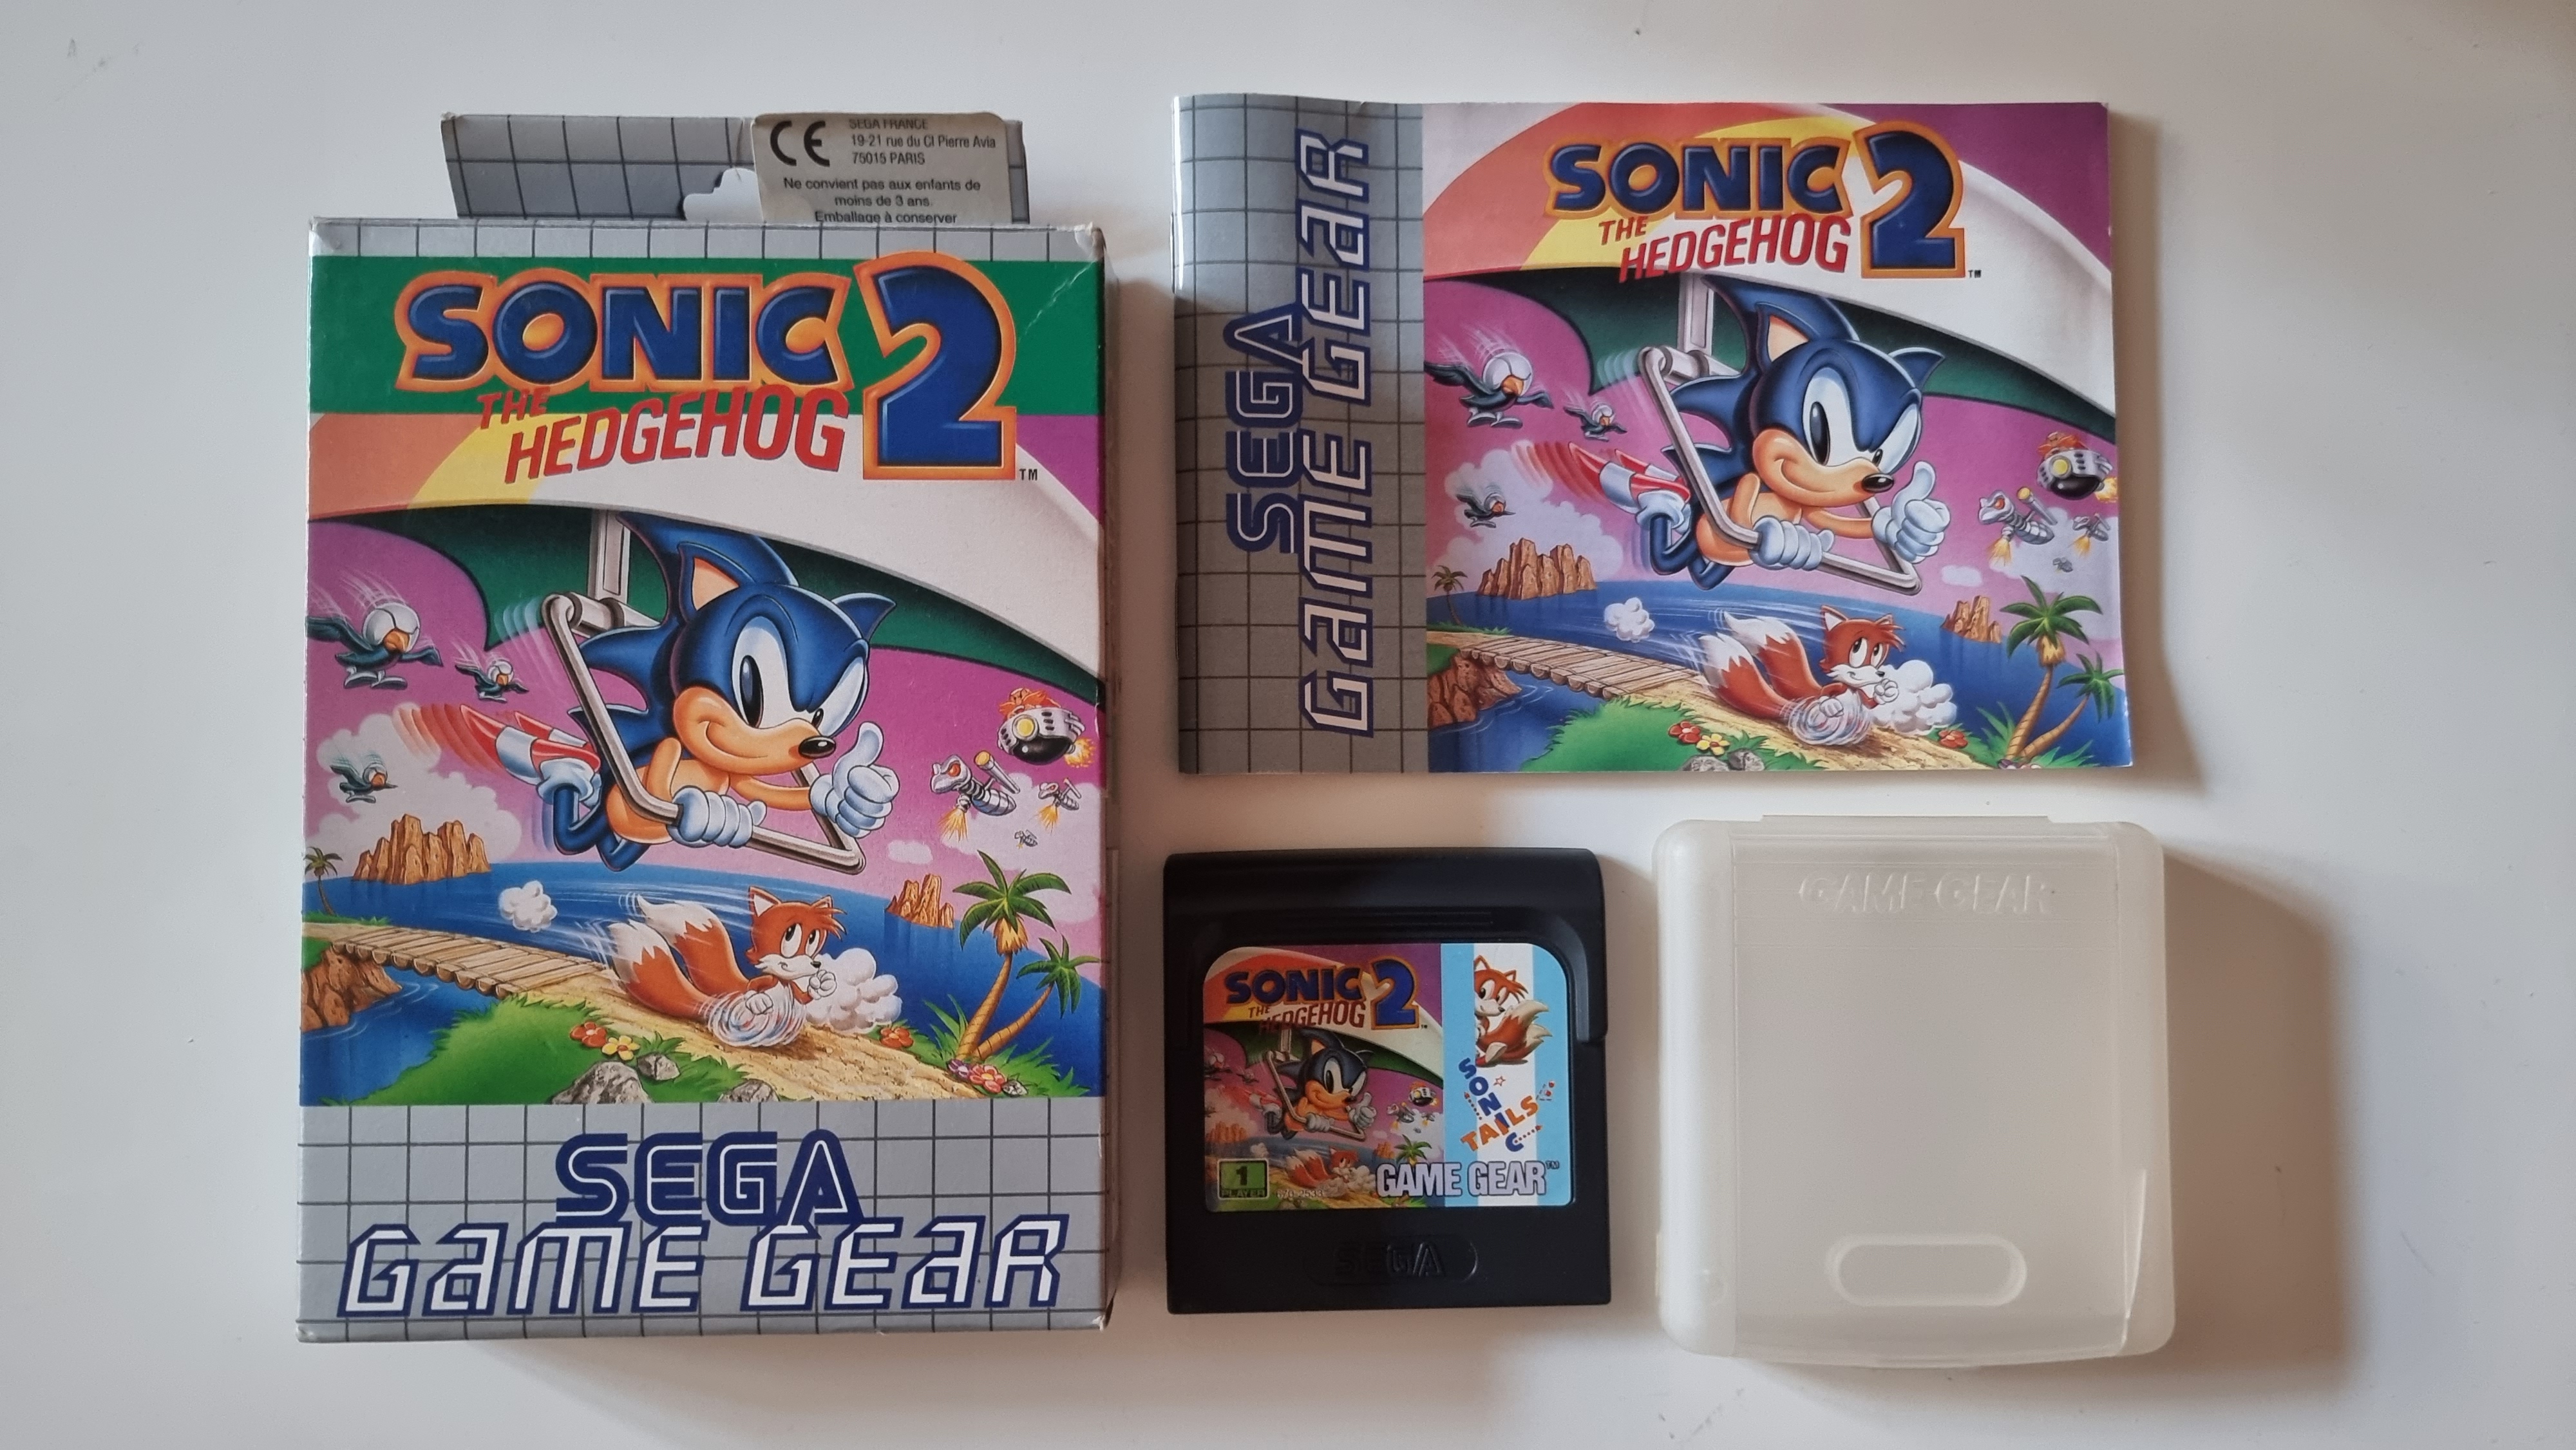 CE
SEGA FRANCE
19-21 rue du Cl Pierre Avia
75015 PARIS
Ne convient pas aux enfants de
moins de 3 ans.
Emballage à conserver
SONIC 2
THE
HEDGEHOG
TM
SEGA
GAME GEAR
SEGA
GAME GEAR
SONIC 2
THE
HEDGEHOG
TM
SONIC 2
THE
HEDGEHOG
SONIC
TAILS
1
PLAYER
GAME GEAR™
SEGA
GAME GEAR